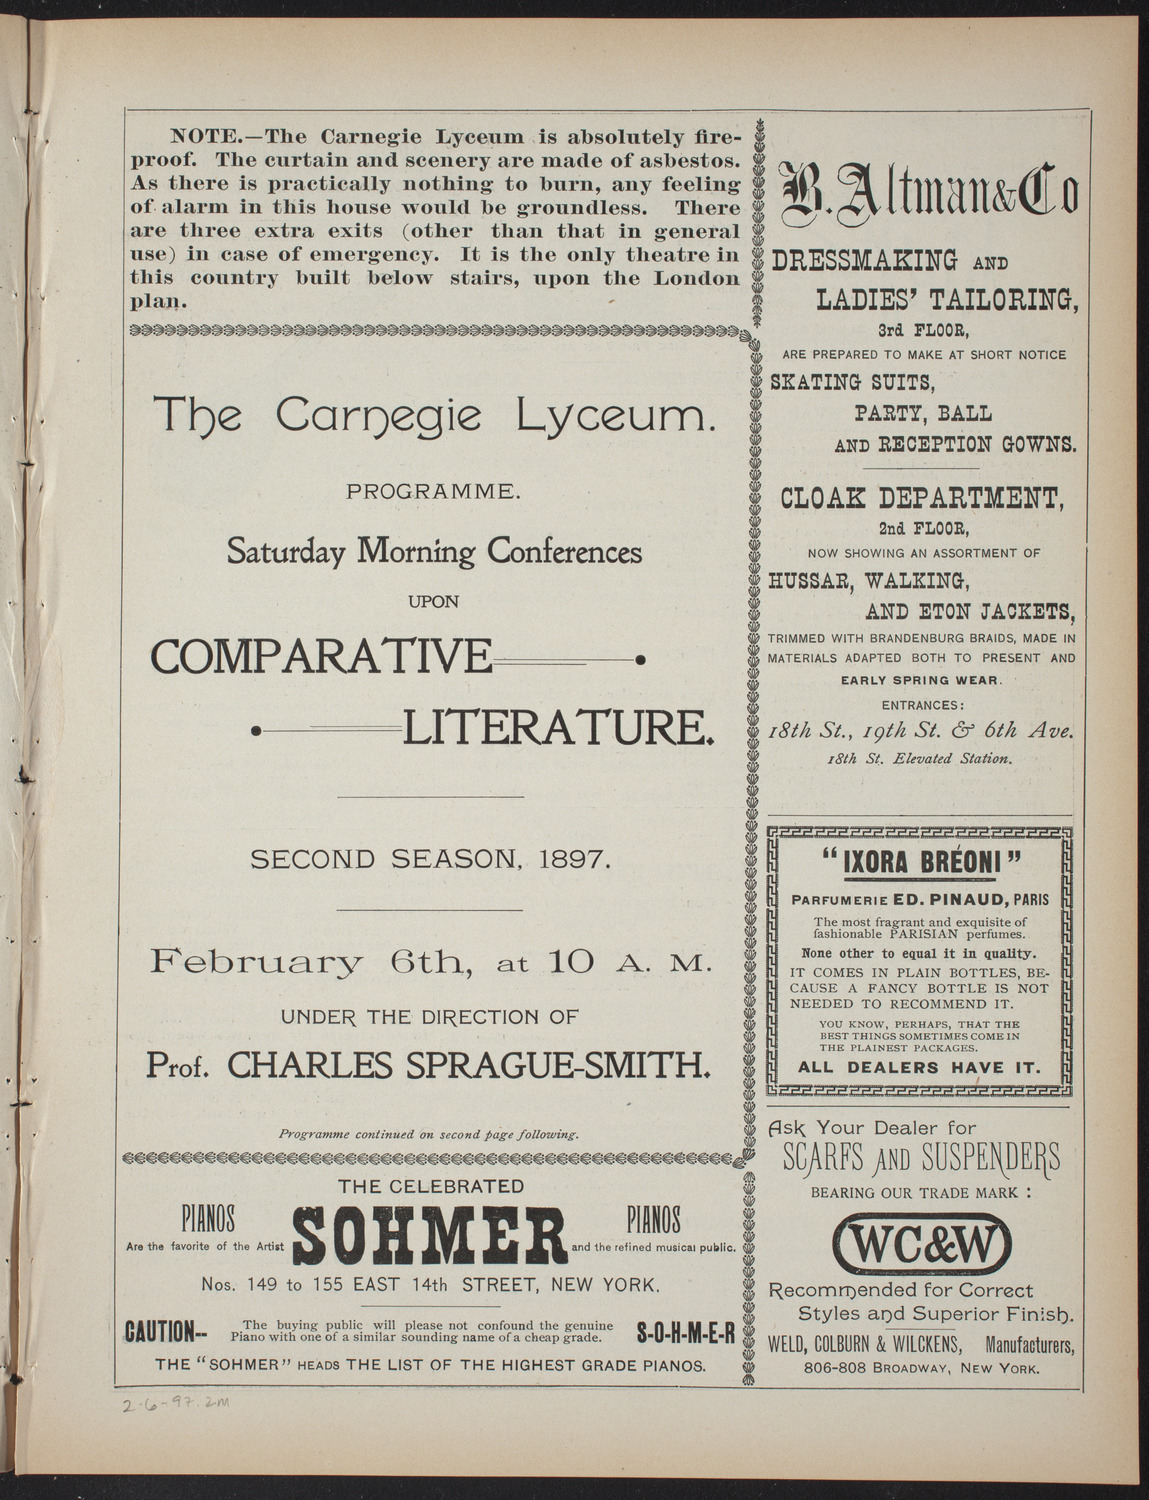 NOTE.—The Carnegie Lyceum is absolutely fire-
proof. The curtain and scenery are made of asbestos.
As there is practically nothing to burn, any feeling
of alarm in this house would be groundless. There
are three extra exits (other than that in general
use) in case of emergency. It is the only theatre in
this country built below stairs, upon the London
plan.
The Carnegie Lyceum.
PROGRAMME.
Saturday Morning Conferences
UPON
COMPARATIVE
LITERATURE.
SECOND SEASON, 1897.
February 6th, at 10 A. M.
UNDER THE DIRECTION OF
Prof. CHARLES SPRAGUE-SMITH.
Programme continued on second page following.
THE CELEBRATED
PIANOS SOHMER PIANOS
Are the favorite of the Artist and the refined musical public.
Nos. 149 to 155 EAST 14th STREET, NEW YORK.
CAUTION-- The buying public will please not confound the genuine S-O-H-M-E-R
Piano with one of a similar sounding name of a cheap grade.
THE "SOHMER" HEADS THE LIST OF THE HIGHEST GRADE PIANOS.
B. Altman & Co
DRESSMAKING AND
LADIES' TAILORING,
3rd FLOOR,
ARE PREPARED TO MAKE AT SHORT NOTICE
SKATING SUITS,
PARTY, BALL
AND RECEPTION GOWNS.
CLOAK DEPARTMENT,
2nd FLOOR,
NOW SHOWING AN ASSORTMENT OF
HUSSAR, WALKING,
AND ETON JACKETS,
TRIMMED WITH BRANDENBURG BRAIDS, MADE IN
MATERIALS ADAPTED BOTH TO PRESENT AND
EARLY SPRING WEAR.
ENTRANCES:
18th St., 19th St. & 6th Ave.
18th St. Elevated Station.
"IXORA BRÉONI"
PARFUMERIE ED. PINAUD, PARIS
The most fragrant and exquisite of
fashionable PARISIAN perfumes.
None other to equal it in quality.
IT COMES IN PLAIN BOTTLES, BE-
CAUSE A FANCY BOTTLE IS NOT
NEEDED TO RECOMMEND IT.
YOU KNOW, PERHAPS, THAT THE
BEST THINGS SOMETIMES COME IN
THE PLAINEST PACKAGES.
ALL DEALERS HAVE IT.
Ask Your Dealer for
SCARFS AND SUSPENDERS
BEARING OUR TRADE MARK :
WC&W
Recommended for Correct
Styles and Superior Finish.
WELD, COLBURN & WILCKENS, Manufacturers,
806-808 BROADWAY, NEW YORK.
2-6-97.2M